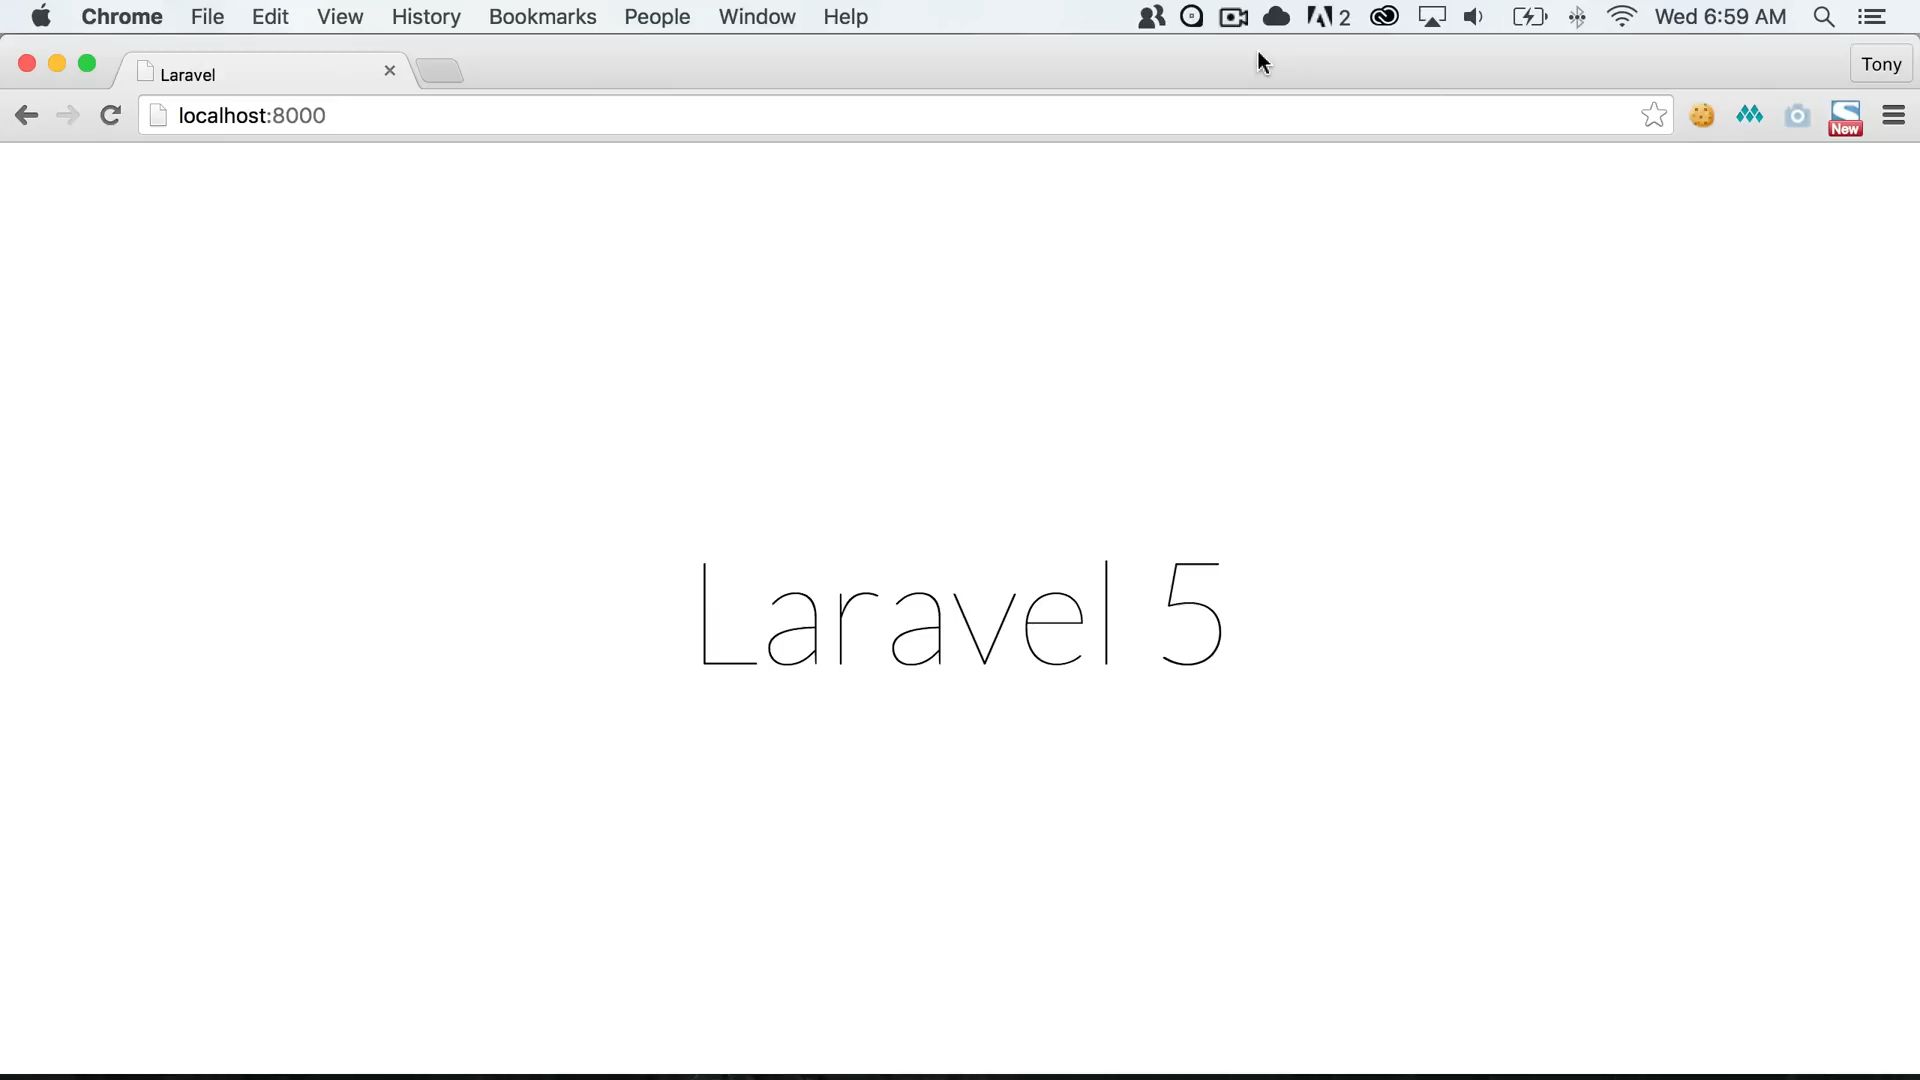 Chrome File Edit View History Bookmarks People Window Help 2 Wed 6:59 AM
Laravel Tony
localhost:8000 New
Laravel 5